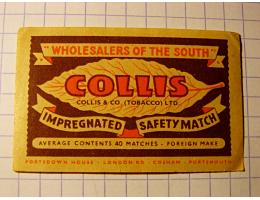 "WHOLESALERS OF THE SOUTH"
COLLIS
COLLIS & CO. (TOBACCO) LTD.
IMPREGNATED SAFETY MATCH
AVERAGE CONTENTS 40 MATCHES - FOREIGN MAKE
PORTSDOWN HOUSE - LONDON RD - COSHAM - PORTSMOUTH